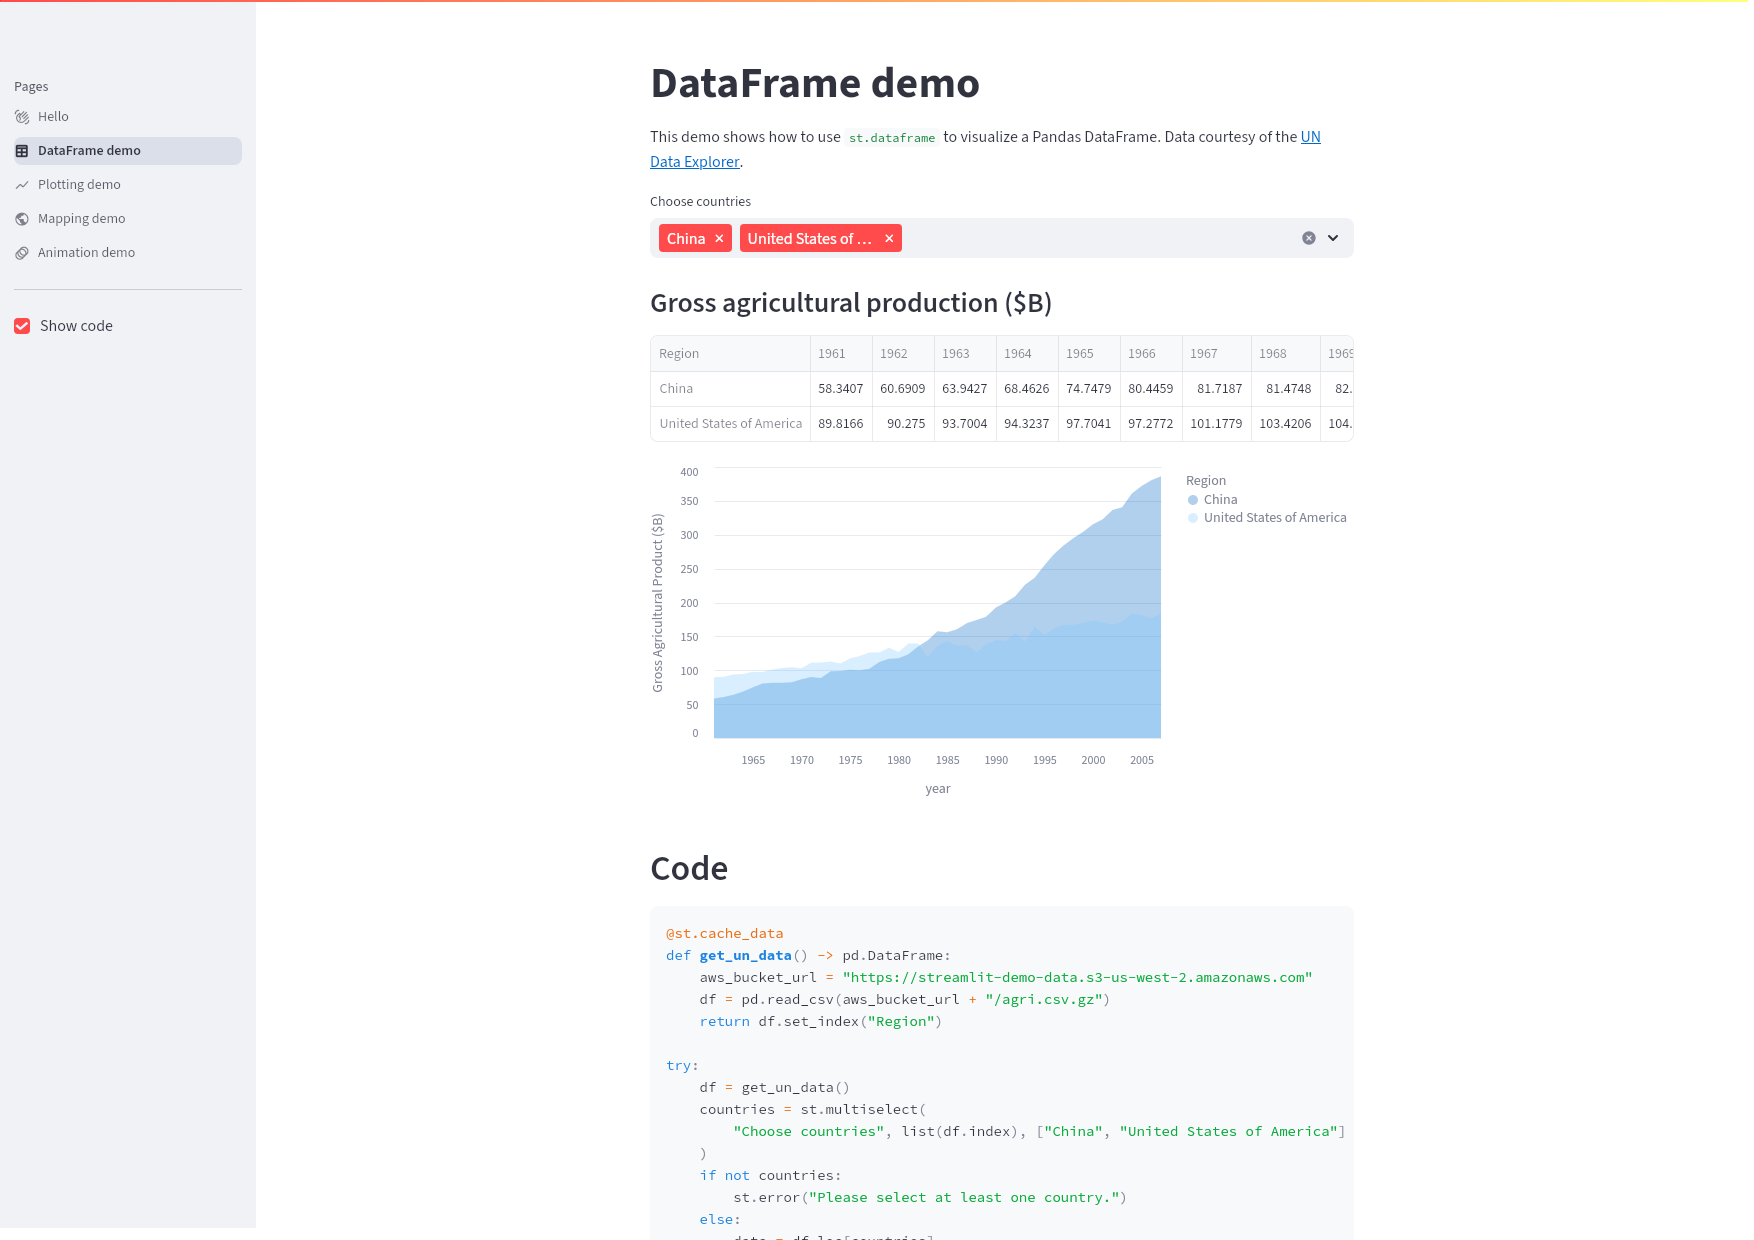 Pages
Hello
DataFrame demo
Plotting demo
Mapping demo
Animation demo
Show code
DataFrame demo
This demo shows how to use st.dataframe to visualize a Pandas DataFrame. Data courtesy of the UN
Data Explorer.
Choose countries
China United States of …
Gross agricultural production ($B)
Region 1961 1962 1963 1964 1965 1966 1967 1968 1969
China 58.3407 60.6909 63.9427 68.4626 74.7479 80.4459 81.7187 81.4748 82.
United States of America 89.8166 90.275 93.7004 94.3237 97.7041 97.2772 101.1779 103.4206 104.
Gross Agricultural Product ($B)
400
350
300
250
200
150
100
50
0
1965 1970 1975 1980 1985 1990 1995 2000 2005
year
Region
China
United States of America
Code
@st.cache_data
def get_un_data() -> pd.DataFrame:
    aws_bucket_url = "https://streamlit-demo-data.s3-us-west-2.amazonaws.com"
    df = pd.read_csv(aws_bucket_url + "/agri.csv.gz")
    return df.set_index("Region")
try:
    df = get_un_data()
    countries = st.multiselect(
        "Choose countries", list(df.index), ["China", "United States of America"]
    )
    if not countries:
        st.error("Please select at least one country.")
    else:
        data = df.loc[countries]